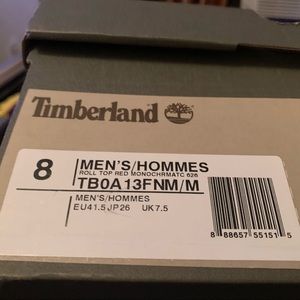 Timberland
8
MEN'S/HOMMES
ROLL TOP RED MONOCHRMATC 626
TB0A13FNM/M
MEN'S/HOMMES
EU41.5 JP26 UK7.5
8 88657 55151 5